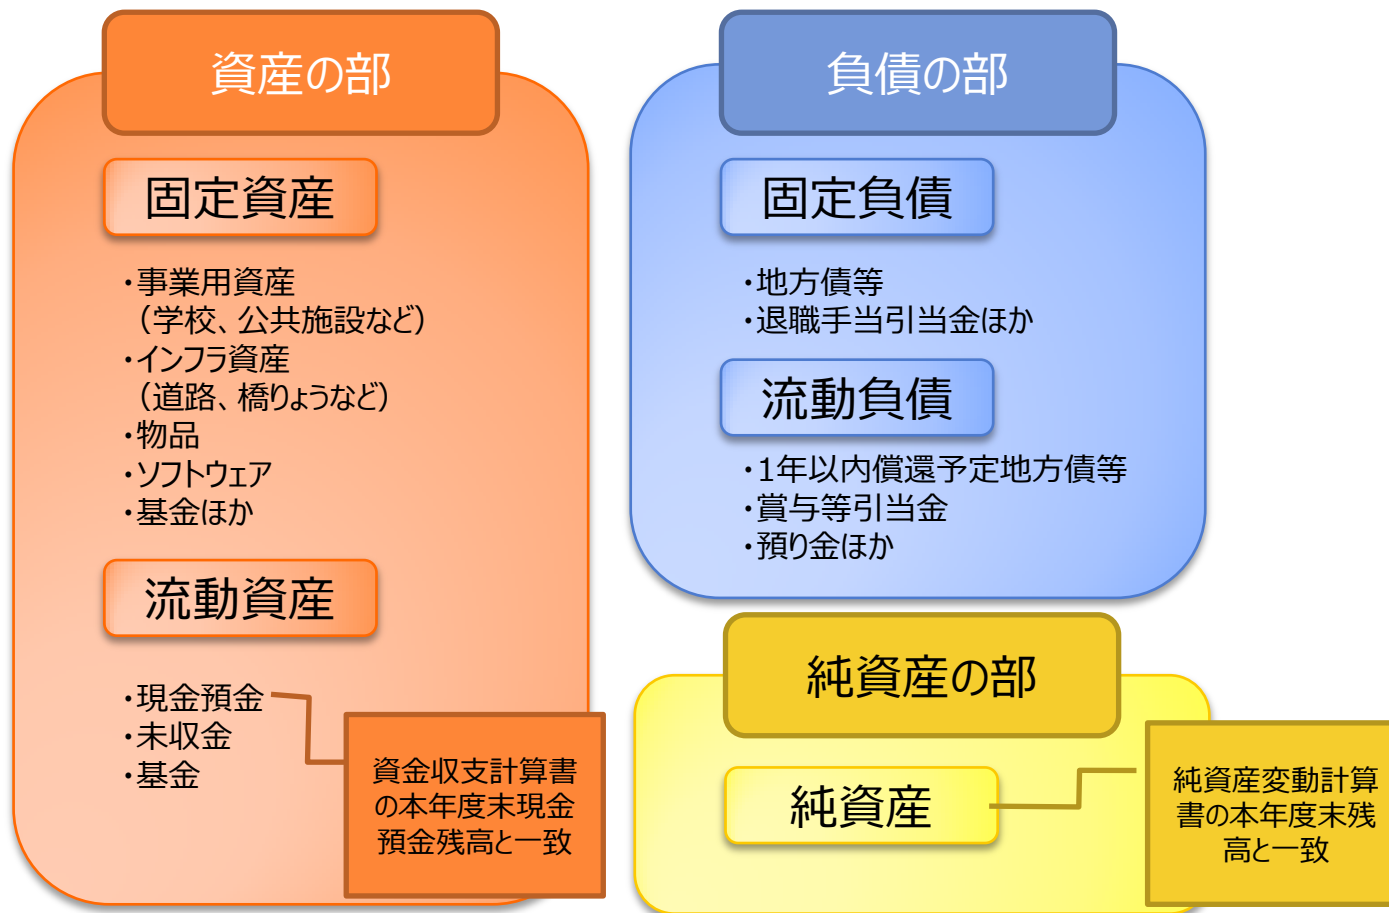 資産の部
固定資産
・事業用資産
（学校、公共施設など）
・インフラ資産
（道路、橋りょうなど）
・物品
・ソフトウェア
・基金ほか
流動資産
・現金預金
・未収金
・基金
資金収支計算書
の本年度末現金
預金残高と一致
負債の部
固定負債
・地方債等
・退職手当引当金ほか
流動負債
・1年以内償還予定地方債等
・賞与等引当金
・預り金ほか
純資産の部
純資産
純資産変動計算
書の本年度末残
高と一致